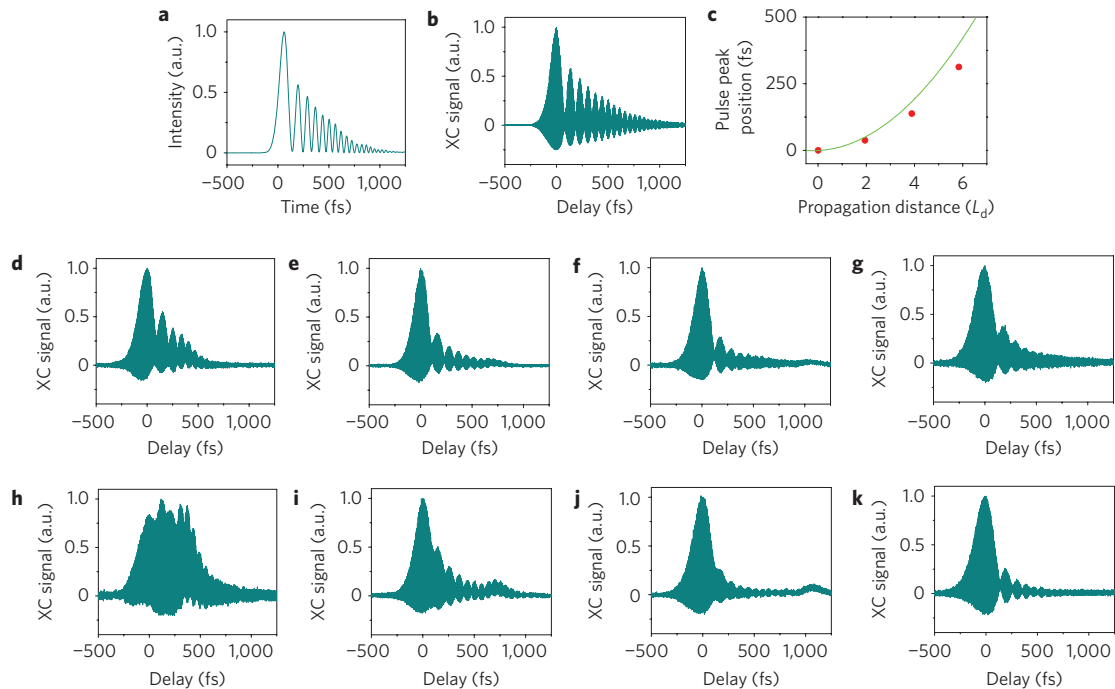 a
Intensity (a.u.)
1.0
0.5
0
−500 0 500 1,000
Time (fs)
b
XC signal (a.u.)
1.0
0.5
0
−500 0 500 1,000
Delay (fs)
c
Pulse peak
position (fs)
500
250
0
0 2 4 6
Propagation distance (Ld)
d
XC signal (a.u.)
1.0
0.5
0
−500 0 500 1,000
Delay (fs)
e
XC signal (a.u.)
1.0
0.5
0
−500 0 500 1,000
Delay (fs)
f
XC signal (a.u.)
1.0
0.5
0
−500 0 500 1,000
Delay (fs)
g
XC signal (a.u.)
1.0
0.5
0
−500 0 500 1,000
Delay (fs)
h
XC signal (a.u.)
1.0
0.5
0
−500 0 500 1,000
Delay (fs)
i
XC signal (a.u.)
1.0
0.5
0
−500 0 500 1,000
Delay (fs)
j
XC signal (a.u.)
1.0
0.5
0
−500 0 500 1,000
Delay (fs)
k
XC signal (a.u.)
1.0
0.5
0
−500 0 500 1,000
Delay (fs)